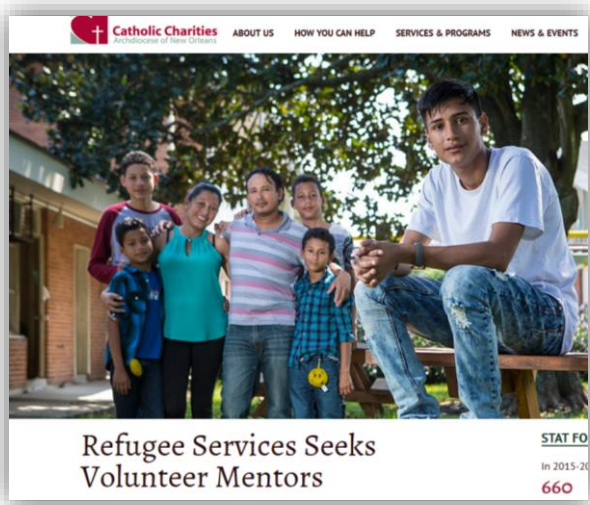 Catholic Charities
Archdiocese of New Orleans
ABOUT US
HOW YOU CAN HELP
SERVICES & PROGRAMS
NEWS & EVENTS
Refugee Services Seeks
Volunteer Mentors
STAT FO
In 2015-20
660